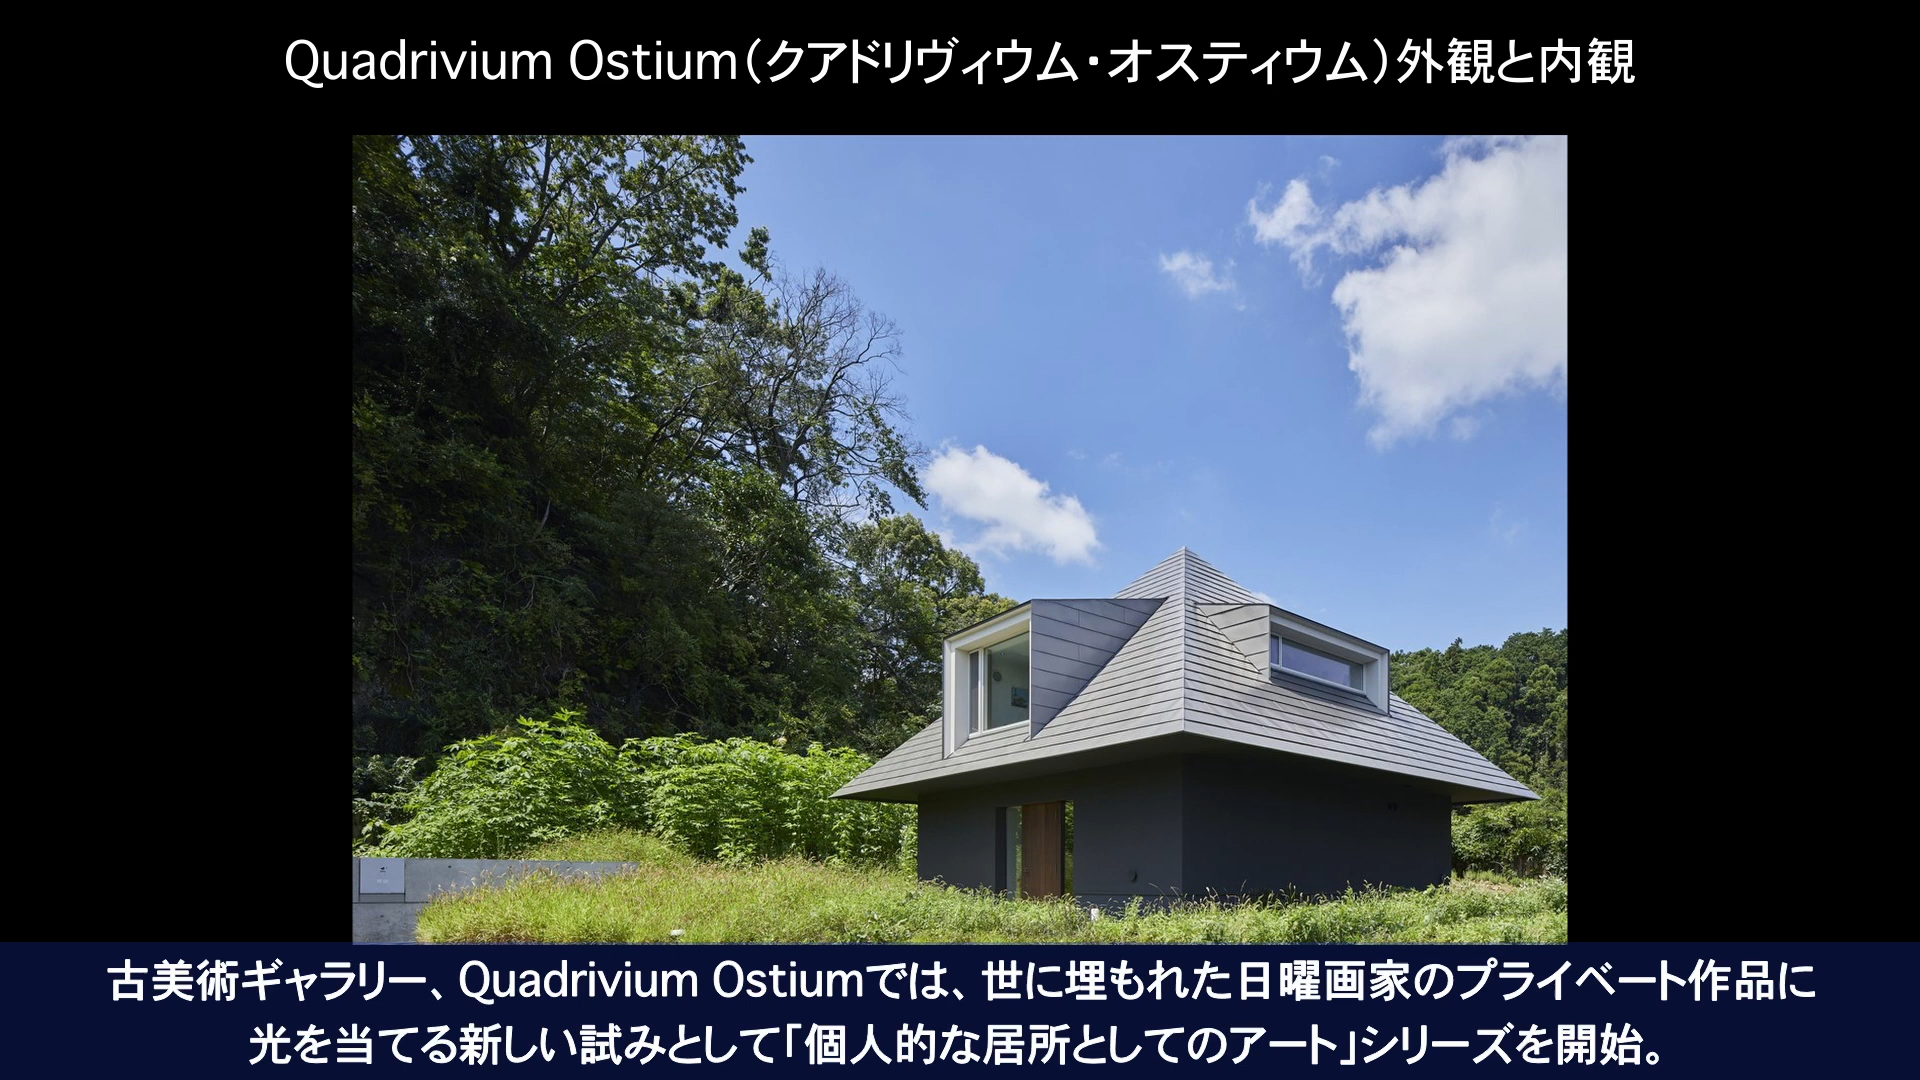 Quadrivium Ostium（クアドリヴィウム・オスティウム）外観と内観
古美術ギャラリー、Quadrivium Ostiumでは、世に埋もれた日曜画家のプライベート作品に
光を当てる新しい試みとして「個人的な居所としてのアート」シリーズを開始。